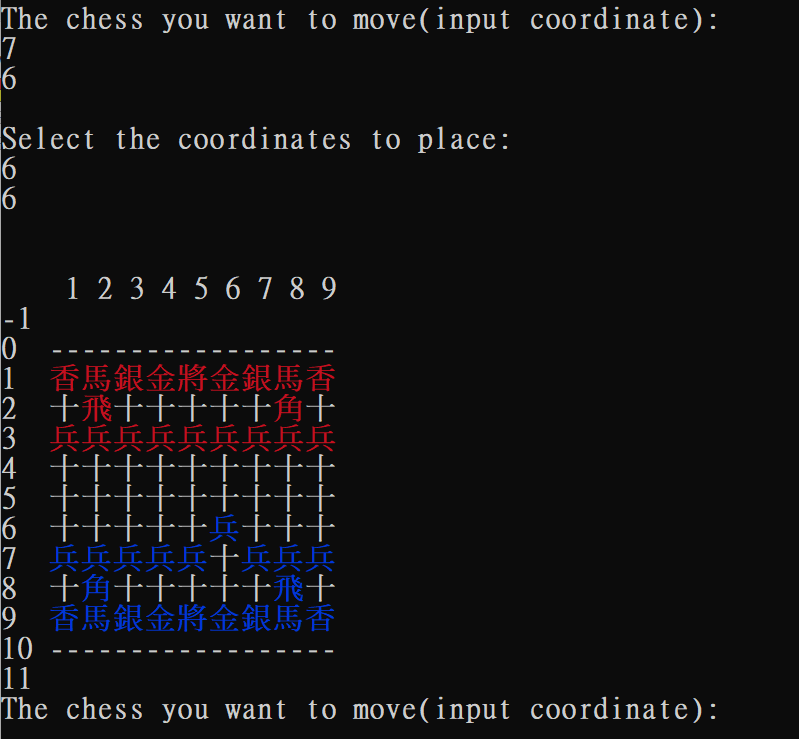 The chess you want to move(input coordinate):
7
6
Select the coordinates to place:
6
6
1 2 3 4 5 6 7 8 9
-1
0 -----------------
1 香馬銀金將金銀馬香
2 十飛十十十十十角十
3 兵兵兵兵兵兵兵兵兵
4 十十十十十十十十十
5 十十十十十十十十十
6 十十十十十兵十十十
7 兵兵兵兵兵十兵兵兵
8 十角十十十十十飛十
9 香馬銀金將金銀馬香
10 ------------------
11
The chess you want to move(input coordinate):